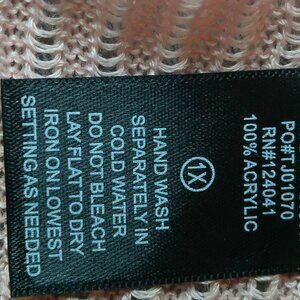 PO#TJ01070
RN#124041
100% ACRYLIC
1X
HAND WASH
SEPARATELY IN
COLD WATER
DO NOT BLEACH
LAY FLAT TO DRY
IRON ON LOWEST
SETTING AS NEEDED